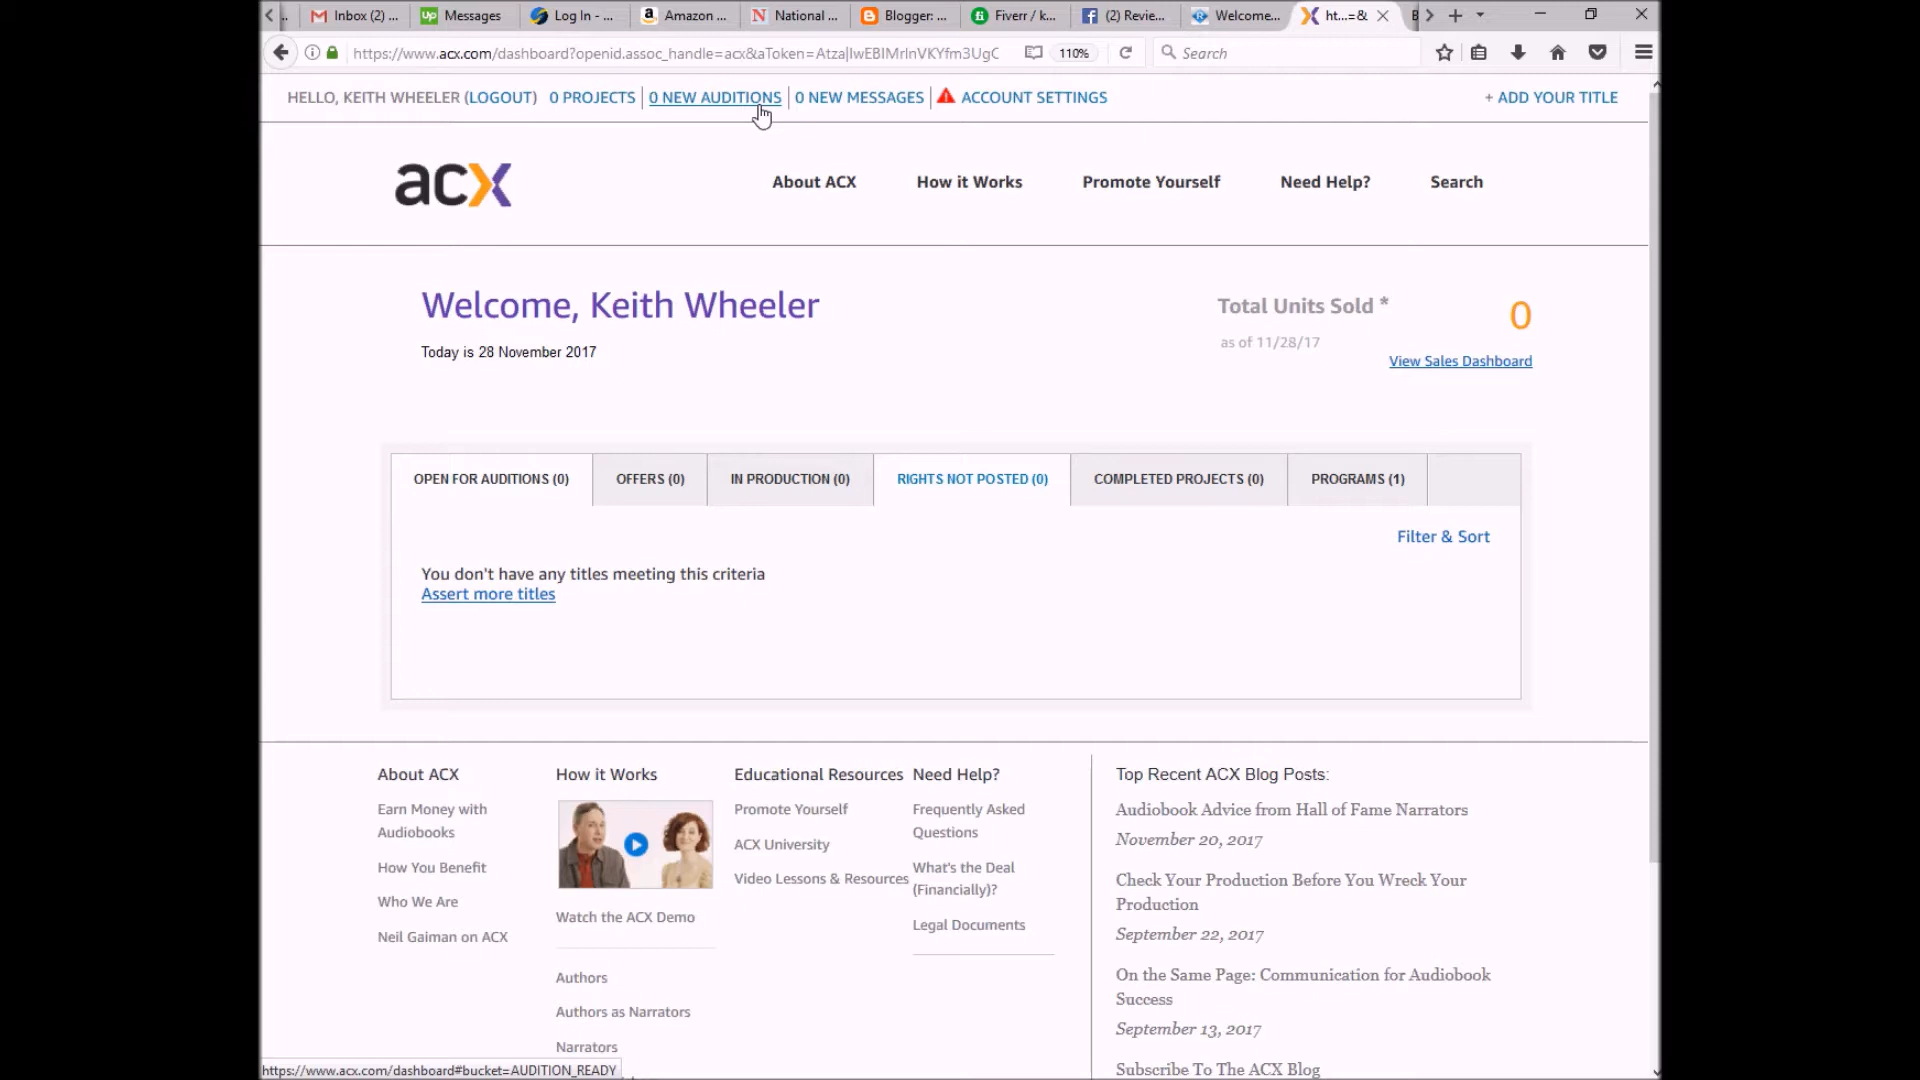 Inbox (2) ...
Messages
Log In - ...
Amazon ...
National ...
Blogger: ...
Fiverr / k...
(2) Revie...
Welcome...
ht...=&
https://www.acx.com/dashboard?openid.assoc_handle=acx&aToken=Atza|IwEBIMrInVKYfm3UgC
110%
Search
HELLO, KEITH WHEELER (LOGOUT) 0 PROJECTS 0 NEW AUDITIONS 0 NEW MESSAGES ACCOUNT SETTINGS + ADD YOUR TITLE
acx
About ACX How it Works Promote Yourself Need Help? Search
Welcome, Keith Wheeler
Today is 28 November 2017
Total Units Sold * 0
as of 11/28/17
View Sales Dashboard
OPEN FOR AUDITIONS (0) OFFERS (0) IN PRODUCTION (0) RIGHTS NOT POSTED (0) COMPLETED PROJECTS (0) PROGRAMS (1)
Filter & Sort
You don't have any titles meeting this criteria
Assert more titles
About ACX
Earn Money with
Audiobooks
How You Benefit
Who We Are
Neil Gaiman on ACX
How it Works
Watch the ACX Demo
Authors
Authors as Narrators
Narrators
Educational Resources
Promote Yourself
ACX University
Video Lessons & Resources
Need Help?
Frequently Asked
Questions
What's the Deal
(Financially)?
Legal Documents
Top Recent ACX Blog Posts:
Audiobook Advice from Hall of Fame Narrators
November 20, 2017
Check Your Production Before You Wreck Your
Production
September 22, 2017
On the Same Page: Communication for Audiobook
Success
September 13, 2017
Subscribe To The ACX Blog
https://www.acx.com/dashboard#bucket=AUDITION_READY